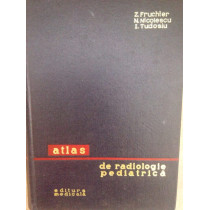 Z. Fruchter
N. Nicolescu
I. Tudosiu
atlas
de radiologie
pediatrică
editura
medicală